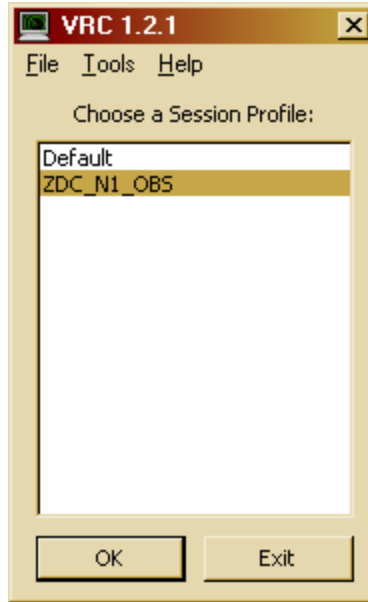 VRC 1.2.1
File Tools Help
Choose a Session Profile:
Default
ZDC_N1_OBS
OK Exit